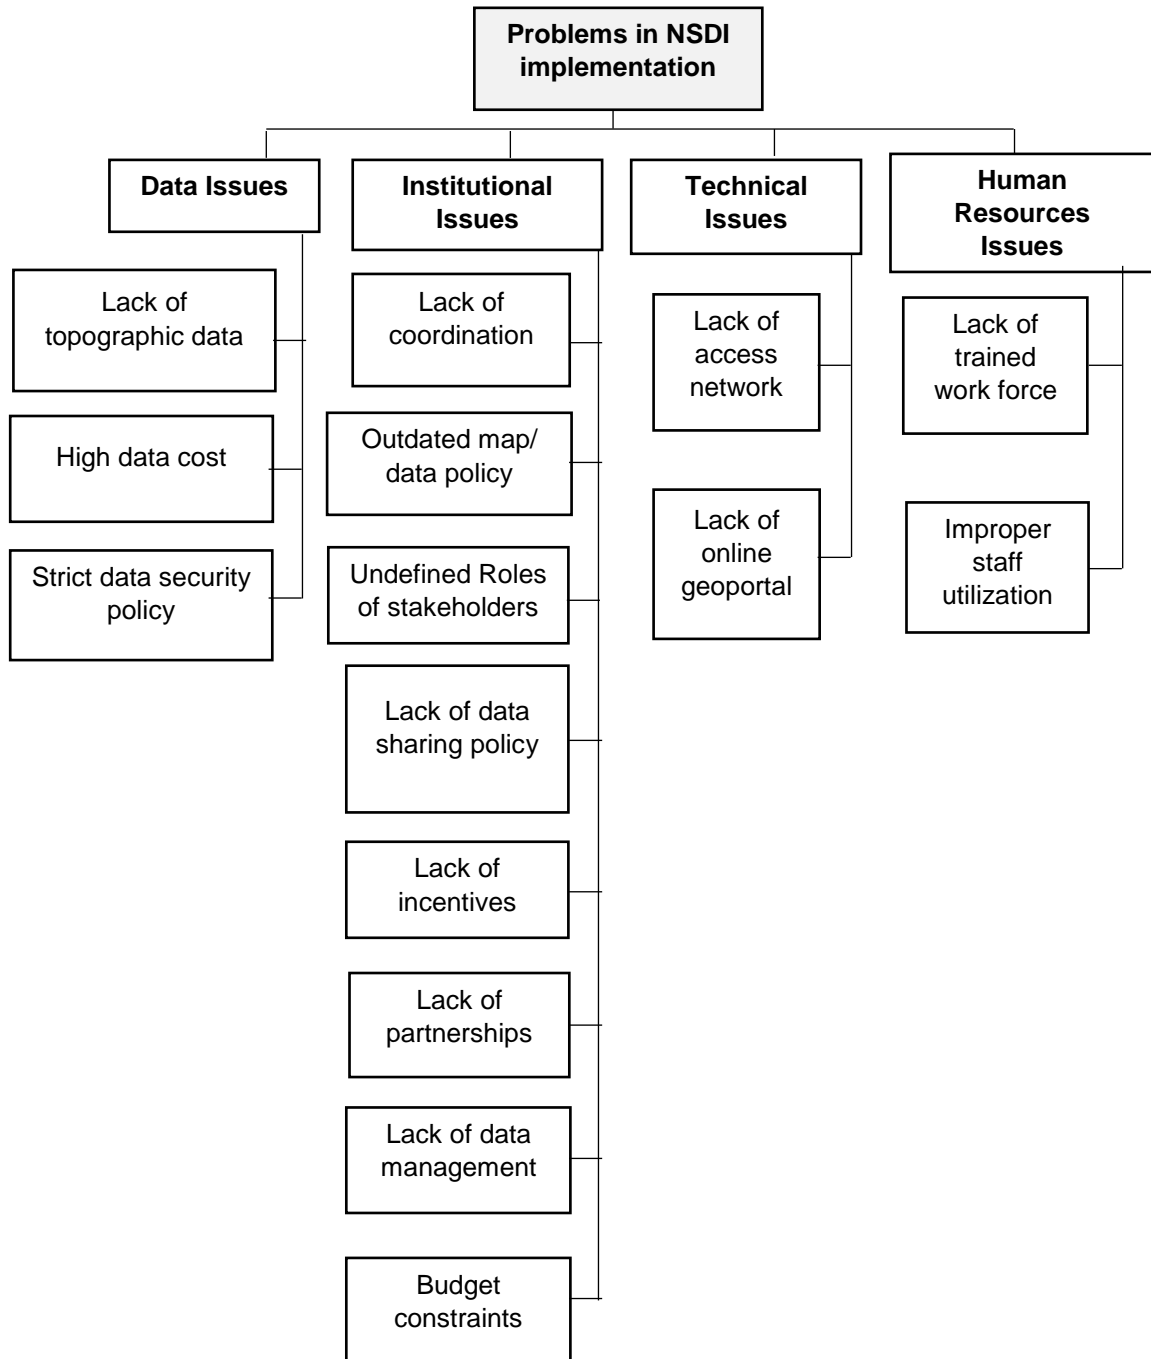 Problems in NSDI
implementation
Data Issues
Institutional
Issues
Technical
Issues
Human
Resources
Issues
Lack of
topographic data
High data cost
Strict data security
policy
Lack of
coordination
Outdated map/
data policy
Undefined Roles
of stakeholders
Lack of data
sharing policy
Lack of
incentives
Lack of
partnerships
Lack of data
management
Budget
constraints
Lack of
access
network
Lack of
online
geoportal
Lack of
trained
work force
Improper
staff
utilization